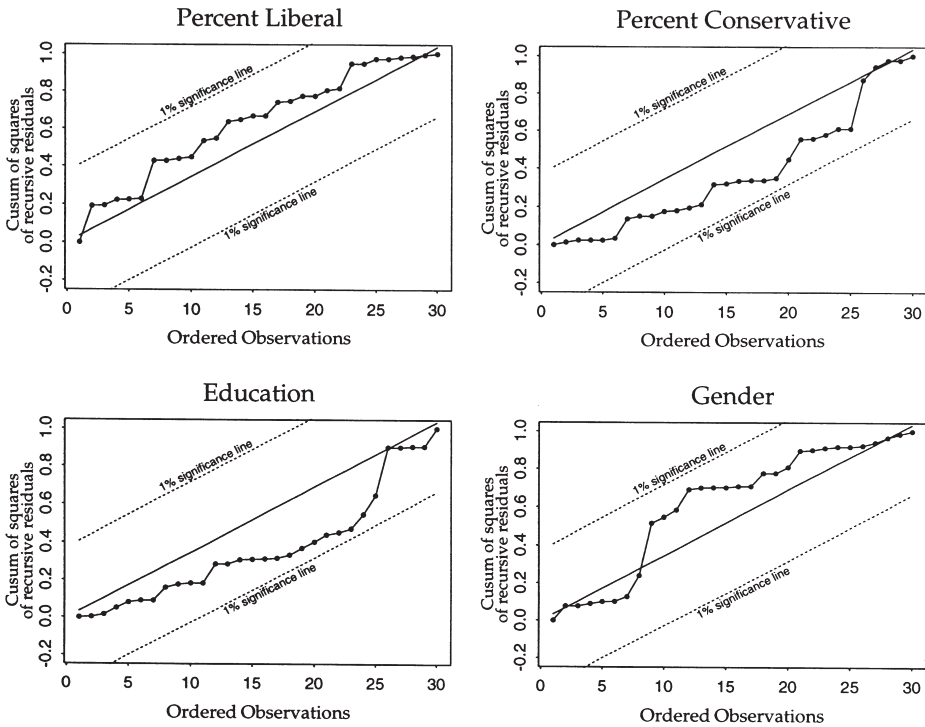 Percent Liberal
Cusum of squares
of recursive residuals
1.0
0.8
0.6
0.4
0.2
0.0
-0.2
1% significance line
1% significance line
0 5 10 15 20 25 30
Ordered Observations
Percent Conservative
Cusum of squares
of recursive residuals
1.0
0.8
0.6
0.4
0.2
0.0
-0.2
1% significance line
1% significance line
0 5 10 15 20 25 30
Ordered Observations
Education
Cusum of squares
of recursive residuals
1.0
0.8
0.6
0.4
0.2
0.0
-0.2
1% significance line
1% significance line
0 5 10 15 20 25 30
Ordered Observations
Gender
Cusum of squares
of recursive residuals
1.0
0.8
0.6
0.4
0.2
0.0
-0.2
1% significance line
1% significance line
0 5 10 15 20 25 30
Ordered Observations